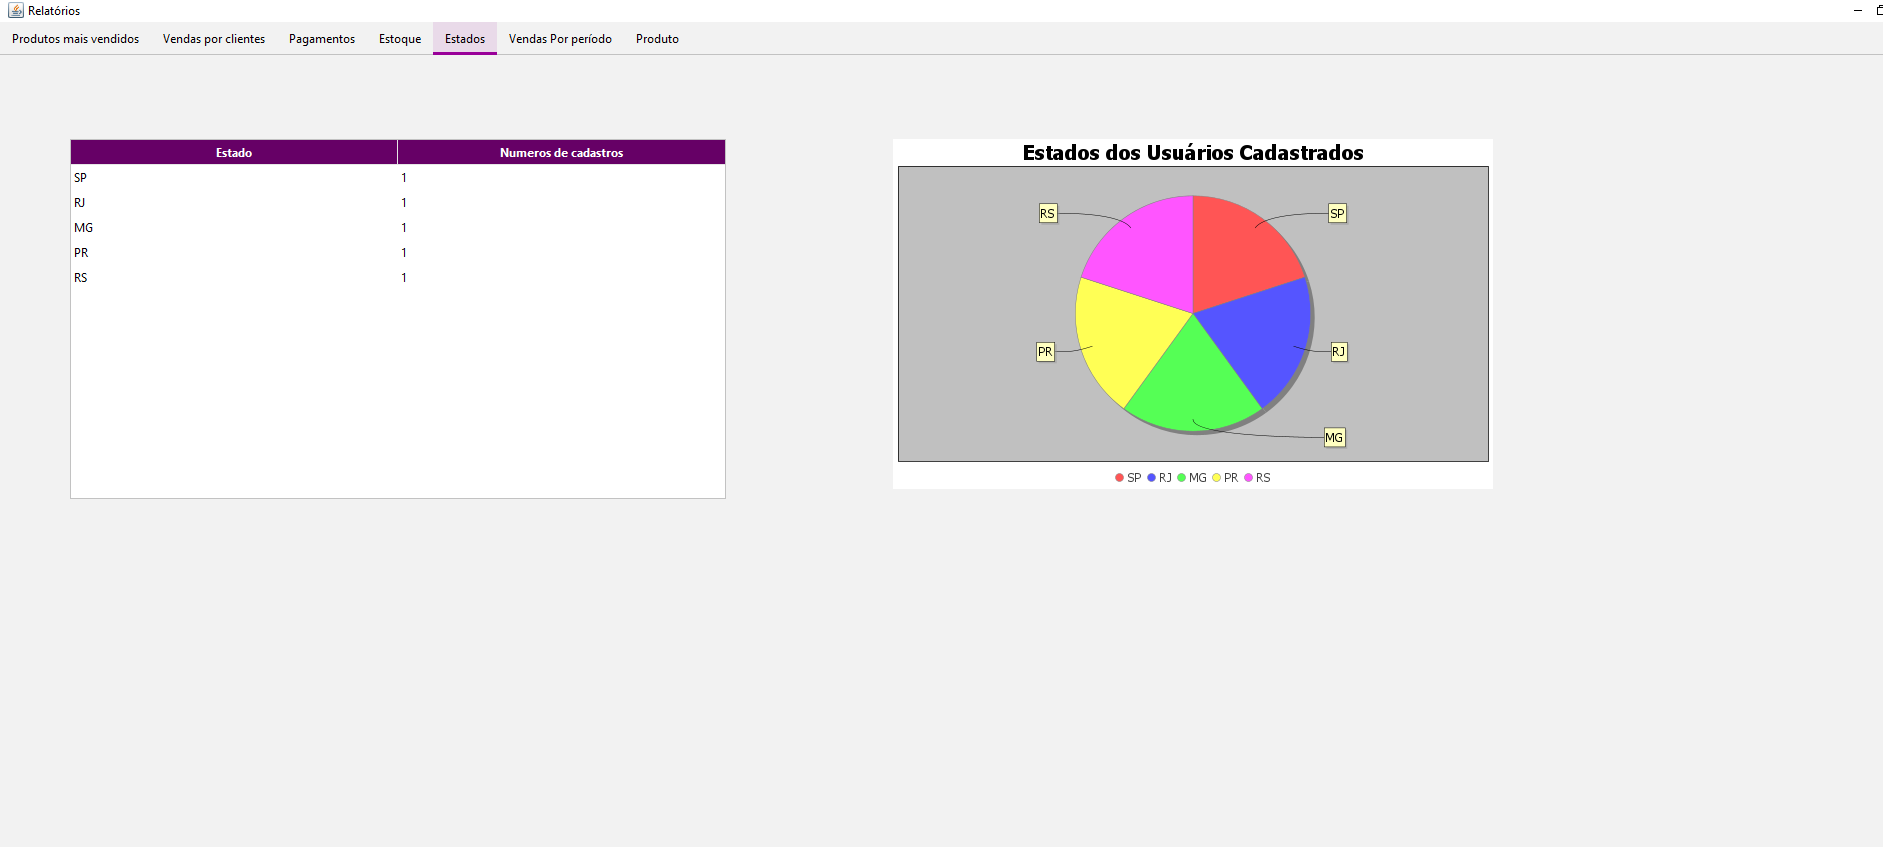 Relatórios
Produtos mais vendidos Vendas por clientes Pagamentos Estoque Estados Vendas Por período Produto
Estado Numeros de cadastros
SP 1
RJ 1
MG 1
PR 1
RS 1
Estados dos Usuários Cadastrados
RS SP
PR RJ
MG
SP RJ MG PR RS